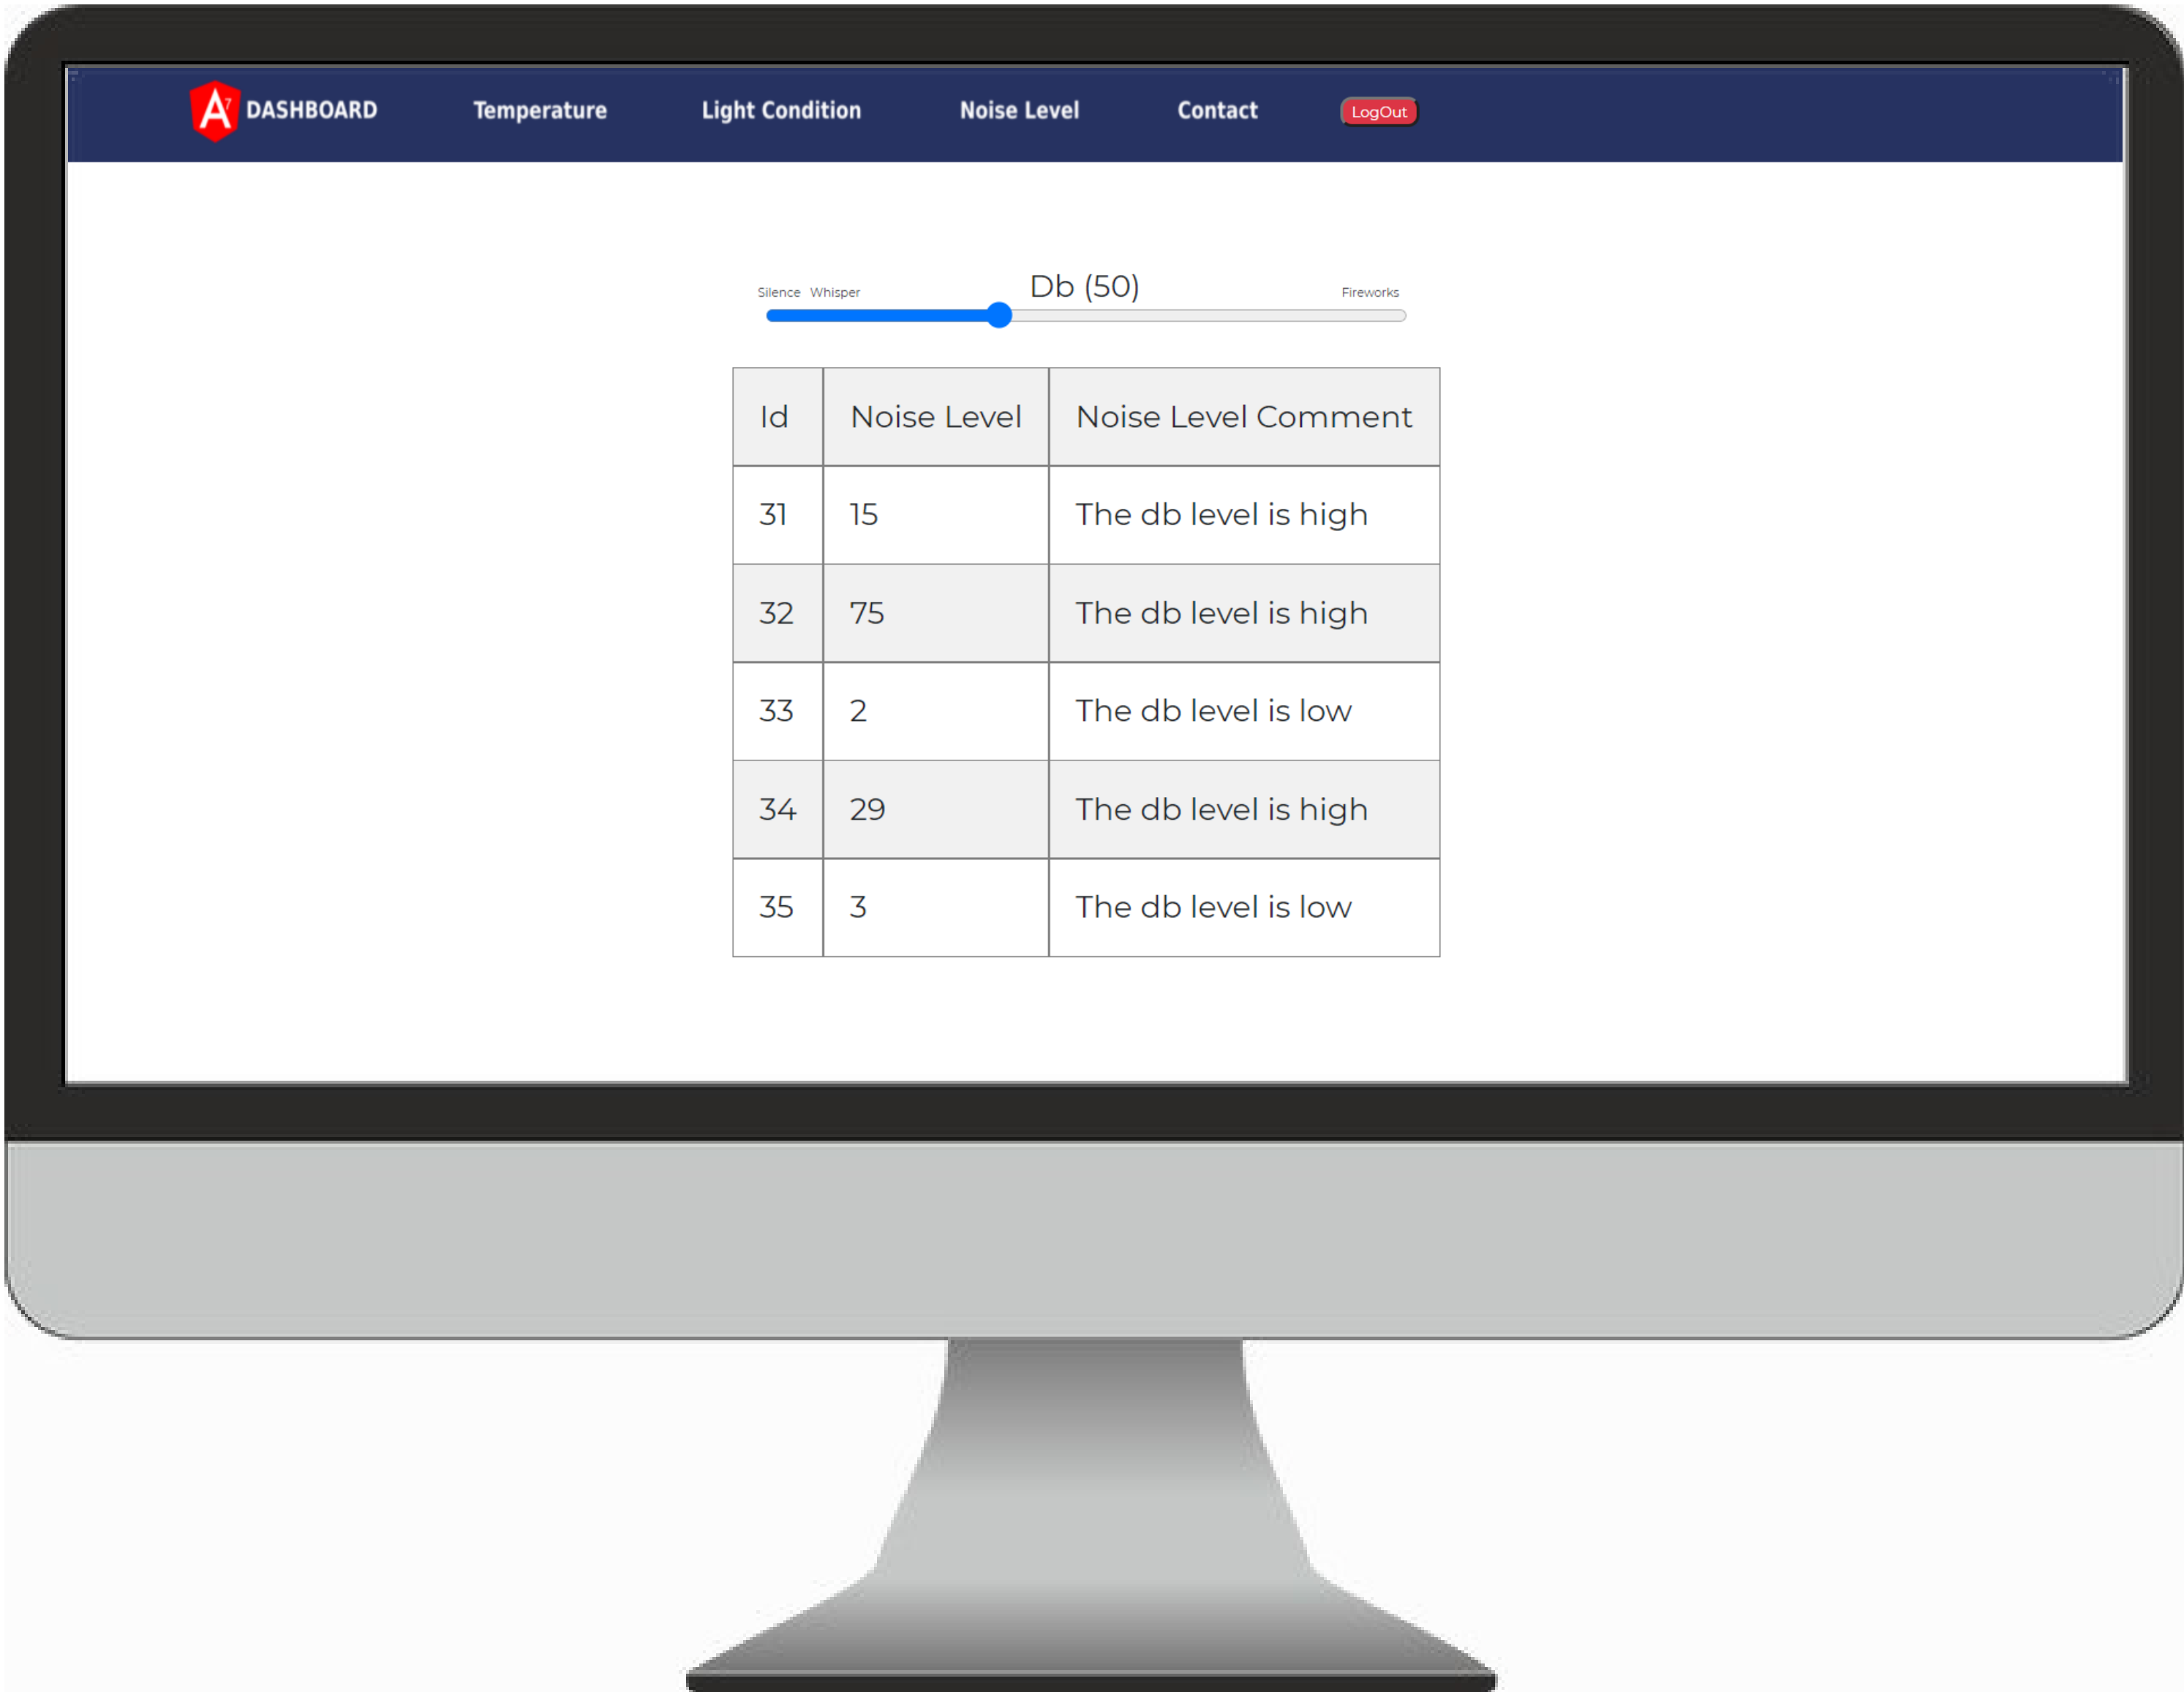 A7 DASHBOARD Temperature Light Condition Noise Level Contact LogOut
Silence Whisper Db (50) Fireworks
Id Noise Level Noise Level Comment
31 15 The db level is high
32 75 The db level is high
33 2 The db level is low
34 29 The db level is high
35 3 The db level is low